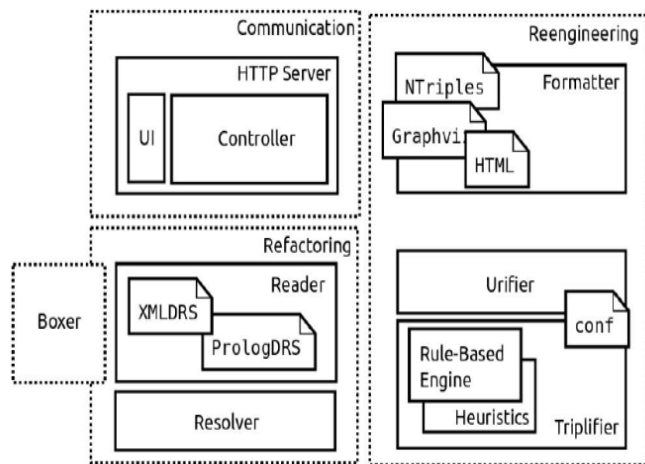 Communication
HTTP Server
UI
Controller
Refactoring
Boxer
Reader
XMLDRS
PrologDRS
Resolver
Reengineering
Formatter
NTriples
Graphvi
HTML
Urifier
conf
Rule-Based
Engine
Heuristics
Triplifier